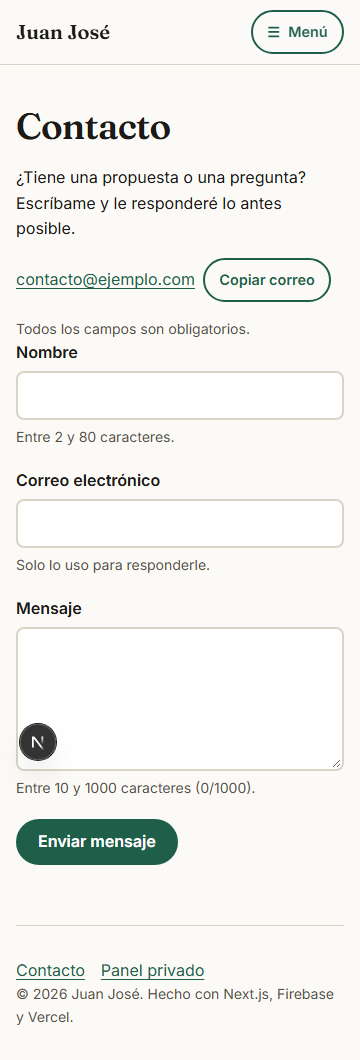 Juan José
☰ Menú
Contacto
¿Tiene una propuesta o una pregunta?
Escríbame y le responderé lo antes
posible.
contacto@ejemplo.com
Copiar correo
Todos los campos son obligatorios.
Nombre
Entre 2 y 80 caracteres.
Correo electrónico
Solo lo uso para responderle.
Mensaje
N
Entre 10 y 1000 caracteres (0/1000).
Enviar mensaje
Contacto Panel privado
© 2026 Juan José. Hecho con Next.js, Firebase
y Vercel.